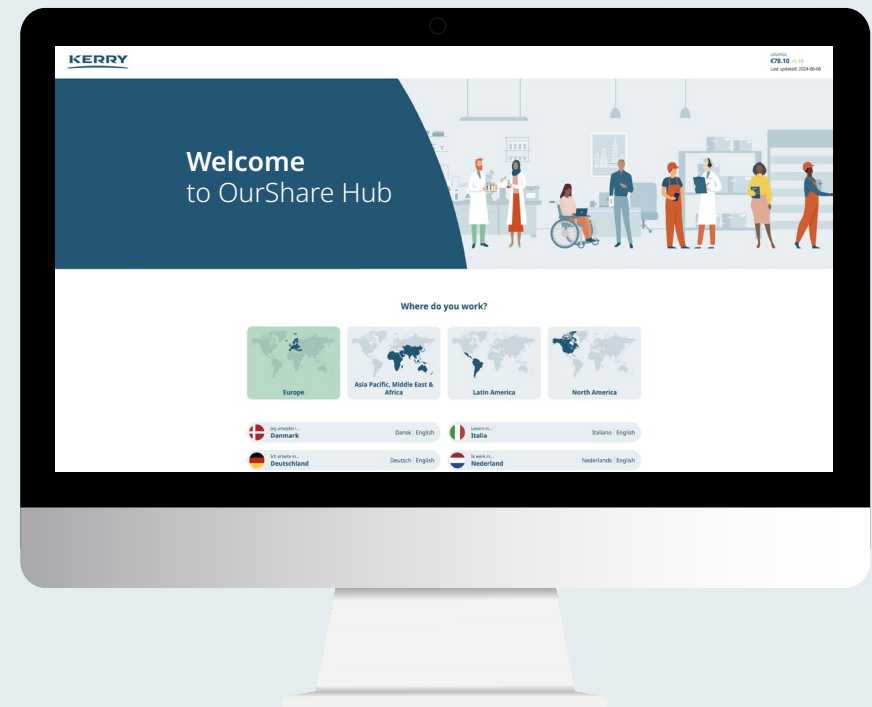 KERRY
€78.10 +1.10
Last updated: 2024-06-06
Welcome
to OurShare Hub
Where do you work?
Europe
Asia Pacific, Middle East &
Africa
Latin America
North America
Jeg arbejder i...
Danmark
Dansk | English
Lavoro in...
Italia
Italiano | English
Ich arbeite in...
Deutschland
Deutsch | English
Ik werk in...
Nederland
Nederlands | English